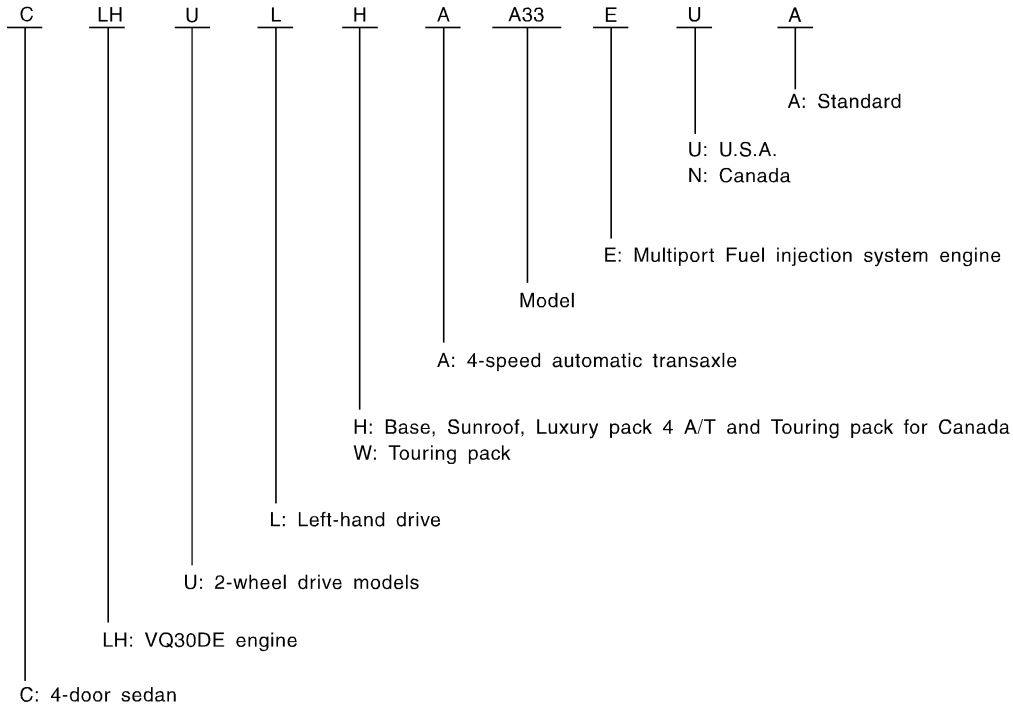 C LH U L H A A33 E U A
A: Standard
U: U.S.A.
N: Canada
E: Multiport Fuel injection system engine
Model
A: 4-speed automatic transaxle
H: Base, Sunroof, Luxury pack 4 A/T and Touring pack for Canada
W: Touring pack
L: Left-hand drive
U: 2-wheel drive models
LH: VQ30DE engine
C: 4-door sedan